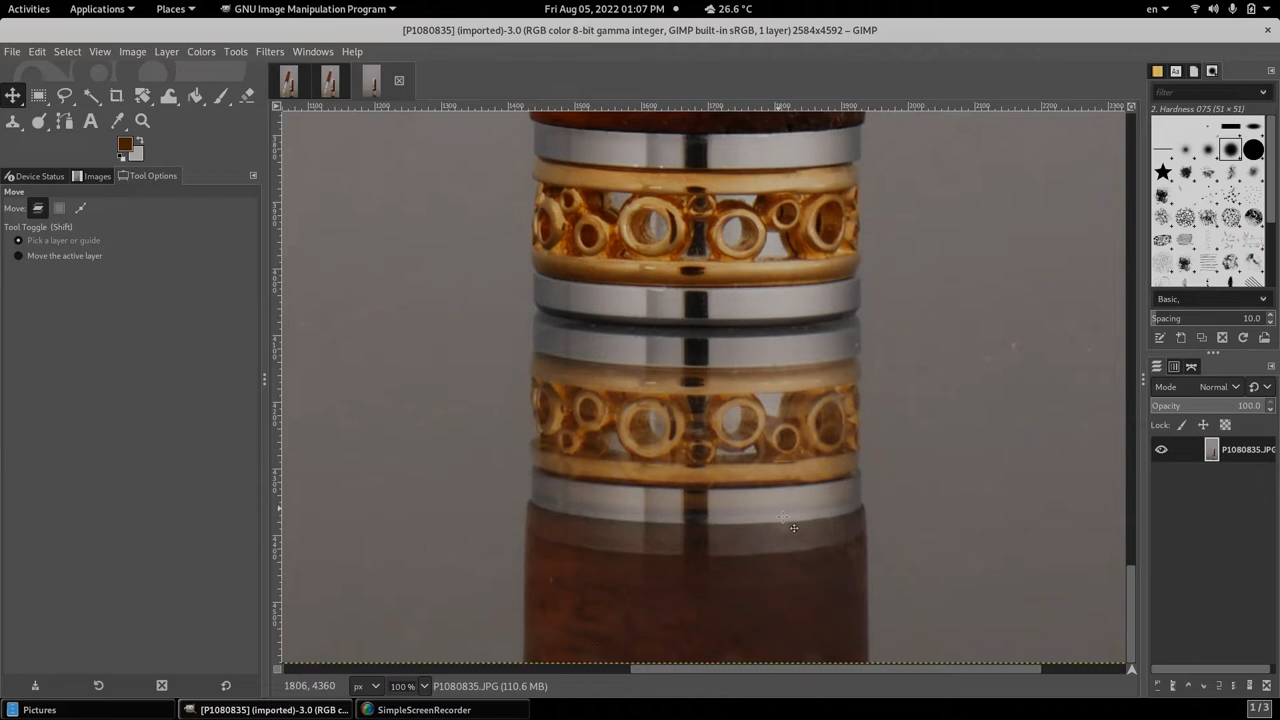 Activities Applications Places GNU Image Manipulation Program Fri Aug 05, 2022 01:07 PM 26.6 °C en
[P1080835] (imported)-3.0 (RGB color 8-bit gamma integer, GIMP built-in sRGB, 1 layer) 2584x4592 – GIMP
File Edit Select View Image Layer Colors Tools Filters Windows Help
filter
2. Hardness 075 (51 × 51)
Device Status Images Tool Options
Move
Move:
Tool Toggle (Shift)
Pick a layer or guide
Move the active layer
Basic,
Spacing 10.0
Mode Normal
Opacity 100.0
Lock:
P1080835.JPG
1806, 4360 px 100 % P1080835.JPG (110.6 MB)
Pictures [P1080835] (imported)-3.0 (RGB c... SimpleScreenRecorder 1 / 3